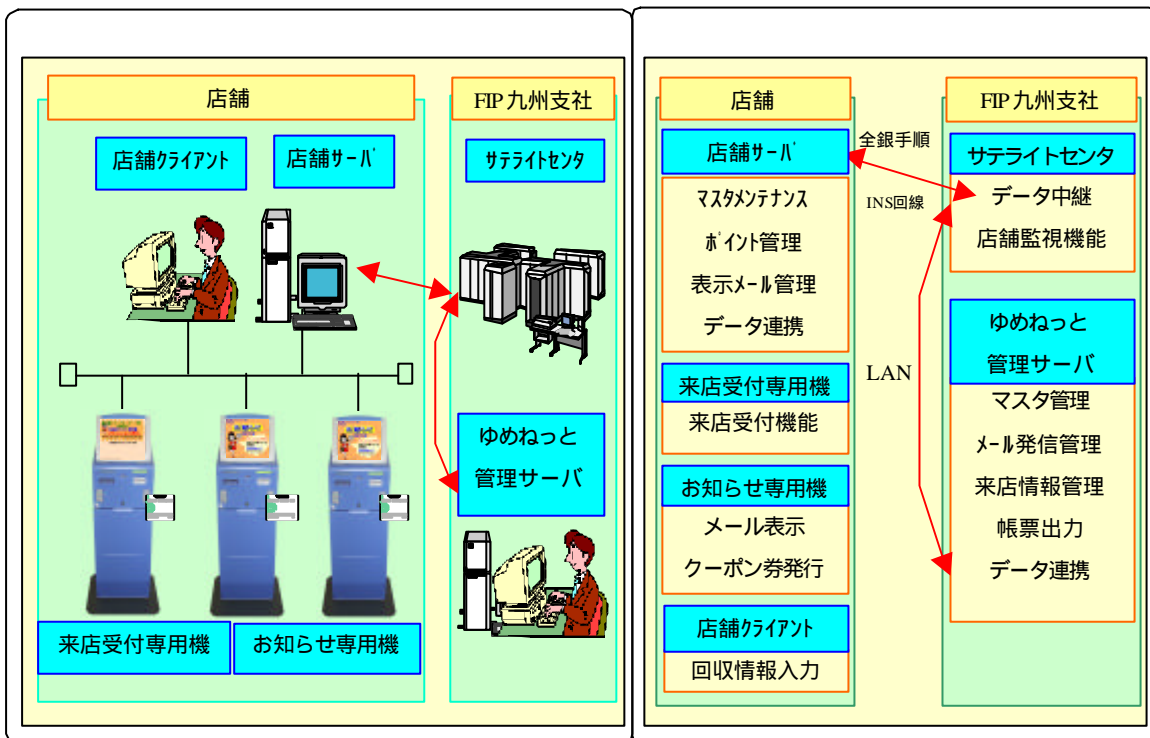 店舗
FIP九州支社
店舗クライアント
店舗サーバ
サテライトセンタ
ゆめねっと
管理サーバ
来店受付専用機
お知らせ専用機
店舗
FIP九州支社
店舗サーバ
全銀手順
INS回線
サテライトセンタ
マスタメンテナンス
ポイント管理
表示メール管理
データ連携
データ中継
店舗監視機能
来店受付専用機
来店受付機能
LAN
ゆめねっと
管理サーバ
マスタ管理
メール発信管理
来店情報管理
帳票出力
データ連携
お知らせ専用機
メール表示
クーポン券発行
店舗クライアント
回収情報入力